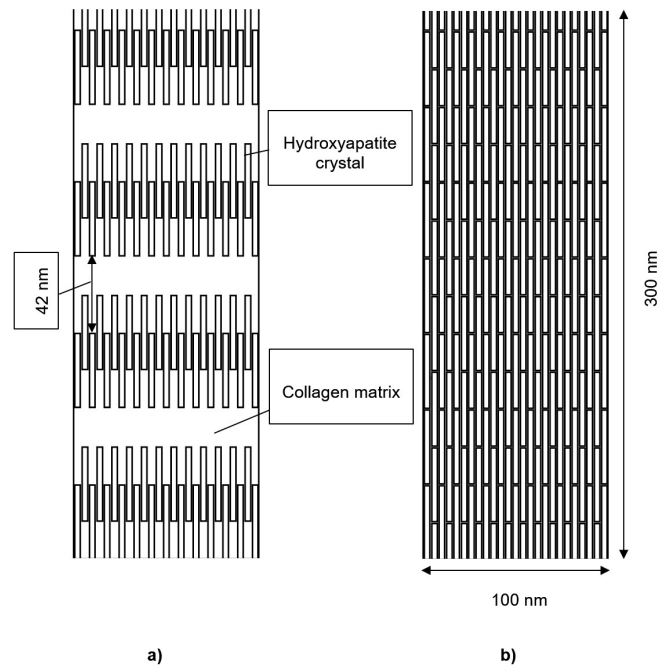 Hydroxyapatite
crystal
42 nm
Collagen matrix
300 nm
100 nm
a)
b)